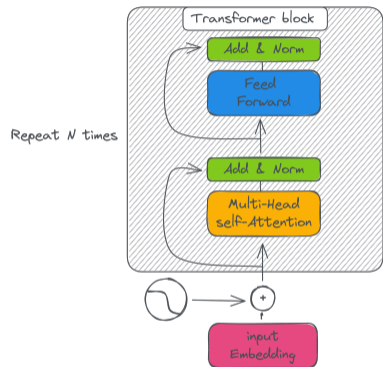 Transformer block
Add & Norm
Feed
Forward
Repeat N times
Add & Norm
Multi-Head
self-Attention
+
input
Embedding